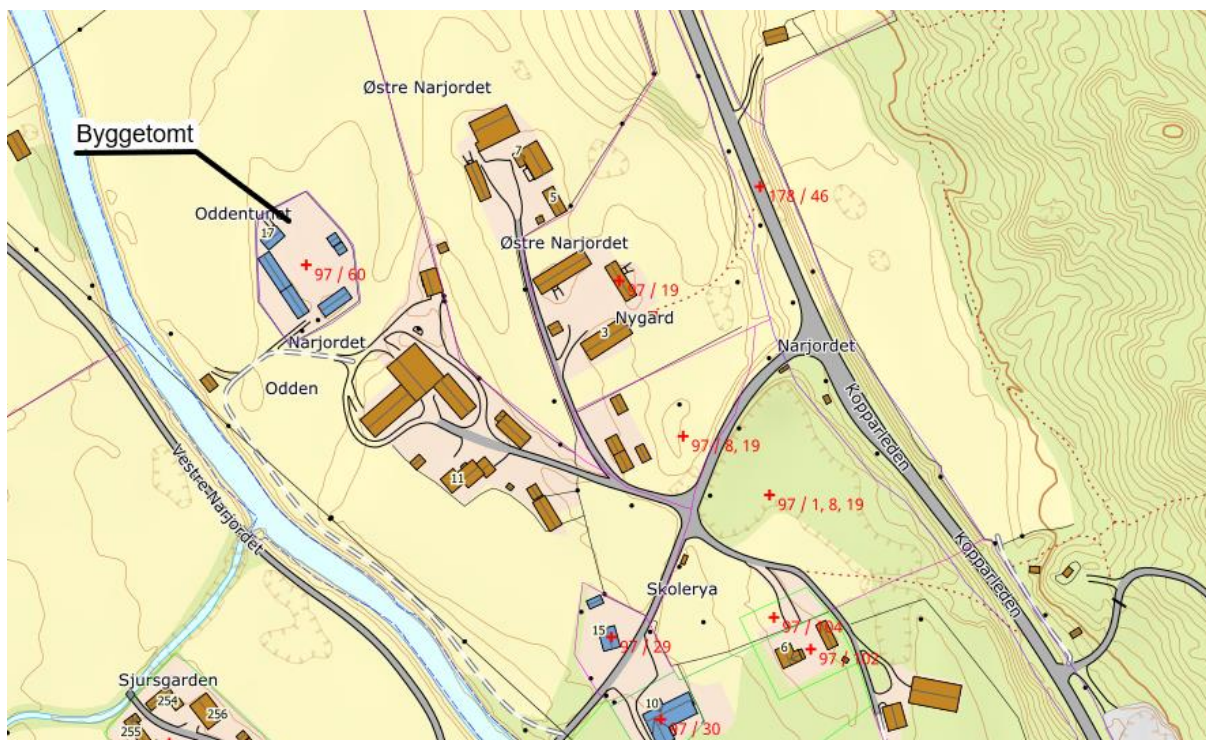 Østre Narjordet
Byggetomt
7
178 / 46
5
Oddentunet
17
Østre Narjordet
97 / 60
97 / 19
Nygård
3
Narjordet
Narjordet
Odden
Kopparleden
97 / 8, 19
11
Vestre-Narjordet
97 / 1, 8, 19
Kopparleden
Skolerya
15
97 / 29
97 / 104
6
97 / 102
Sjursgarden
254
256
255
10
97 / 30